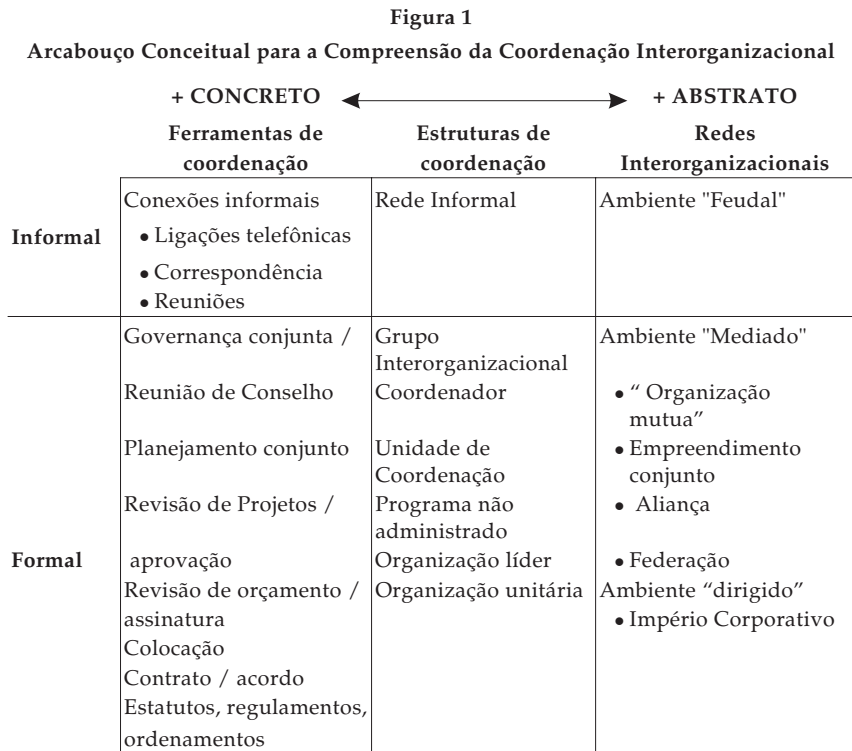 Figura 1
Arcabouço Conceitual para a Compreensão da Coordenação Interorganizacional
+ CONCRETO + ABSTRATO
Ferramentas de coordenação
Estruturas de coordenação
Redes Interorganizacionais
Informal
Conexões informais
• Ligações telefônicas
• Correspondência
• Reuniões
Rede Informal
Ambiente "Feudal"
Formal
Governança conjunta /
Reunião de Conselho
Planejamento conjunto
Revisão de Projetos /
aprovação
Revisão de orçamento /
assinatura
Colocação
Contrato / acordo
Estatutos, regulamentos,
ordenamentos
Grupo
Interorganizacional
Coordenador
Unidade de
Coordenação
Programa não
administrado
Organização líder
Organização unitária
Ambiente "Mediado"
• “ Organização
mutua”
• Empreendimento
conjunto
• Aliança
• Federação
Ambiente “dirigido”
• Império Corporativo